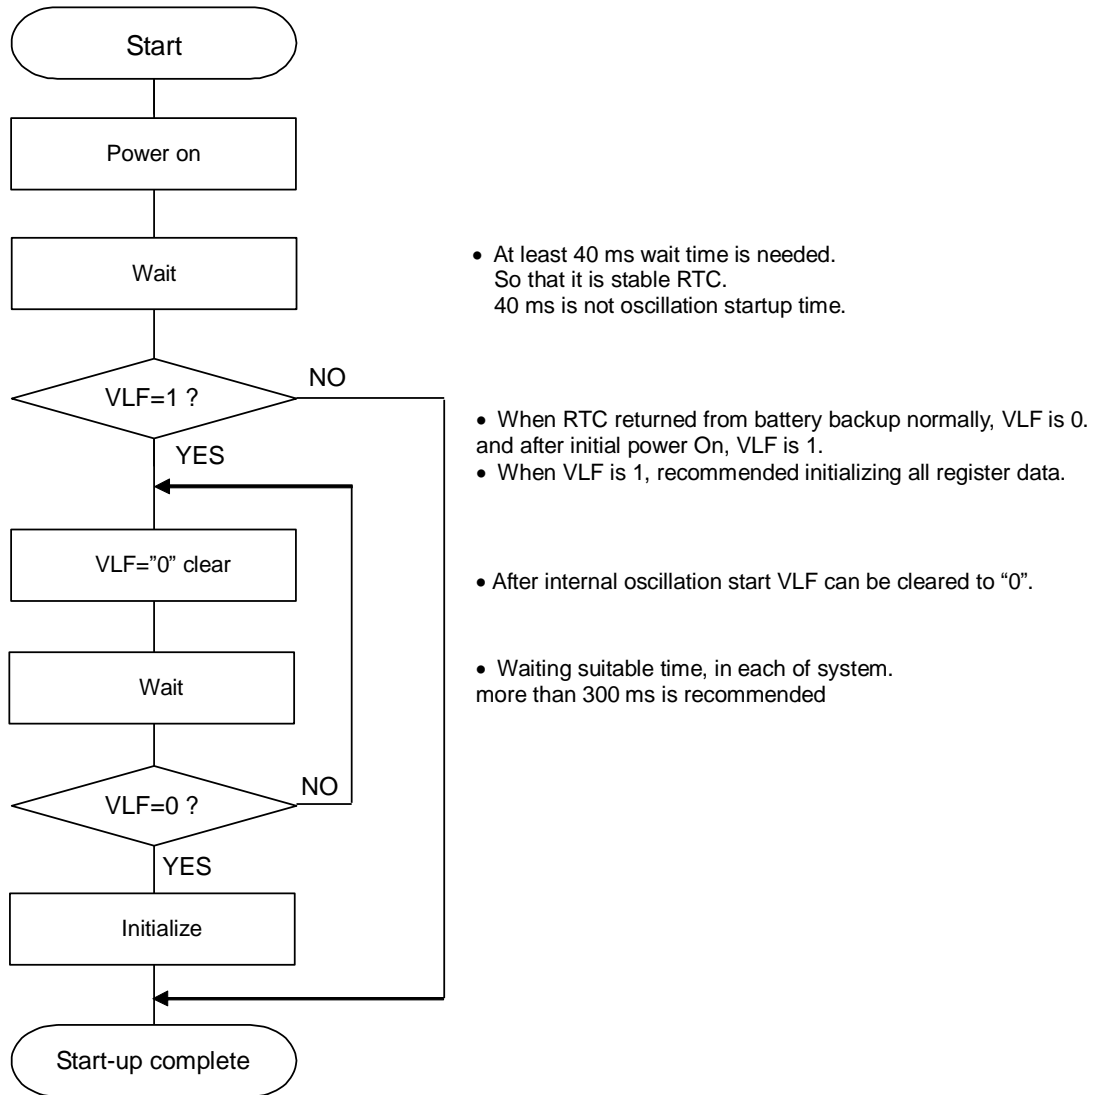 Start
Power on
Wait
• At least 40 ms wait time is needed.
So that it is stable RTC.
40 ms is not oscillation startup time.
VLF=1 ?
NO
YES
• When RTC returned from battery backup normally, VLF is 0.
and after initial power On, VLF is 1.
• When VLF is 1, recommended initializing all register data.
VLF=”0” clear
• After internal oscillation start VLF can be cleared to “0”.
Wait
• Waiting suitable time, in each of system.
more than 300 ms is recommended
VLF=0 ?
NO
YES
Initialize
Start-up complete